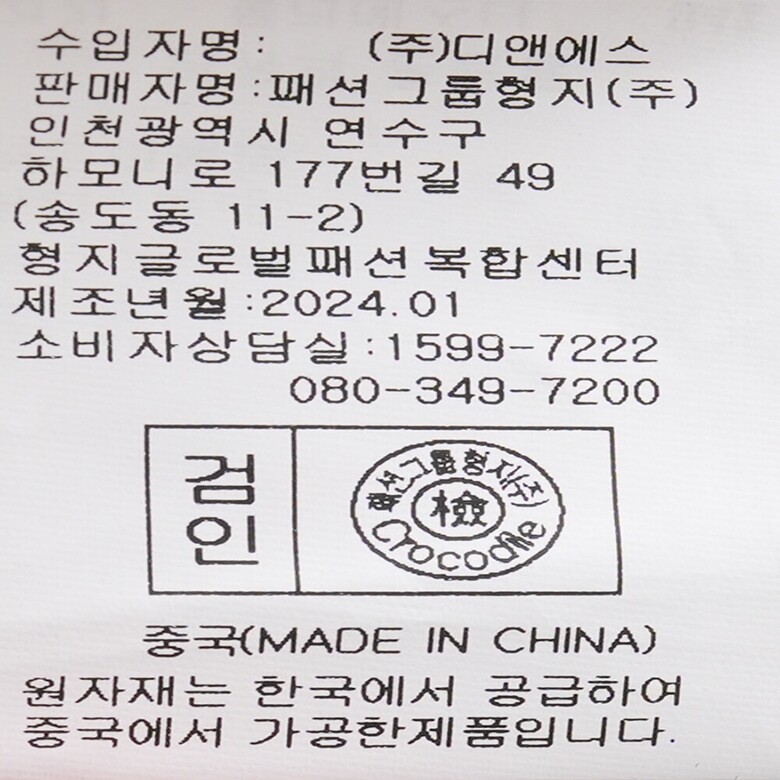 수입자명: (주)디앤에스
판매자명:패션그룹형지(주)
인천광역시 연수구
하모니로 177번길 49
(송도동 11-2)
형지글로벌패션복합센터
제조년월:2024.01
소비자상담실:1599-7222
080-349-7200
검인
패션그룹형지(주)
檢
Crocodile
중국(MADE IN CHINA)
원자재는 한국에서 공급하여
중국에서 가공한제품입니다.